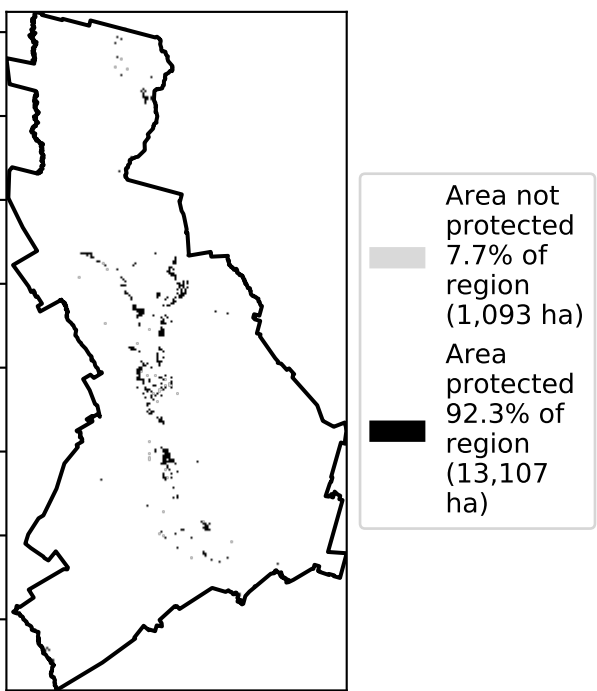 Area not
protected
7.7% of
region
(1,093 ha)
Area
protected
92.3% of
region
(13,107
ha)